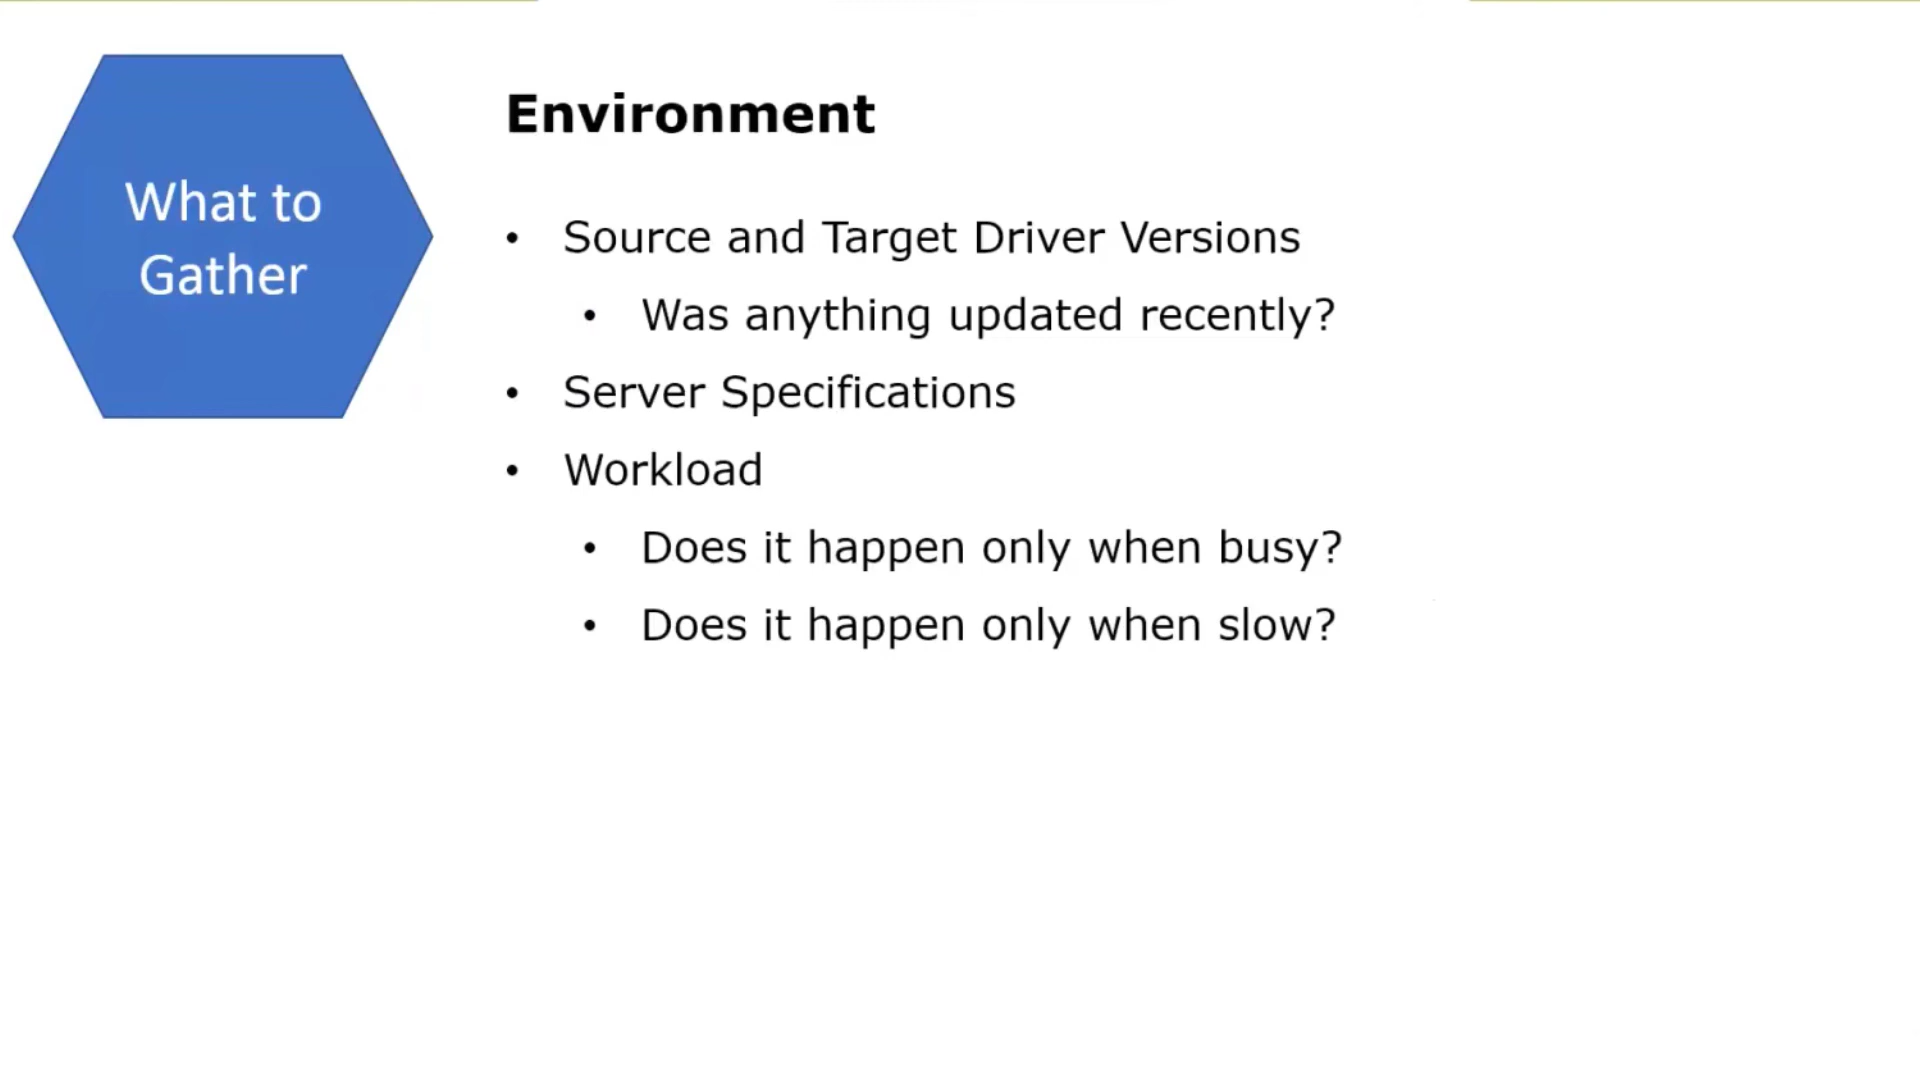 What to
Gather
Environment
• Source and Target Driver Versions
• Was anything updated recently?
• Server Specifications
• Workload
• Does it happen only when busy?
• Does it happen only when slow?